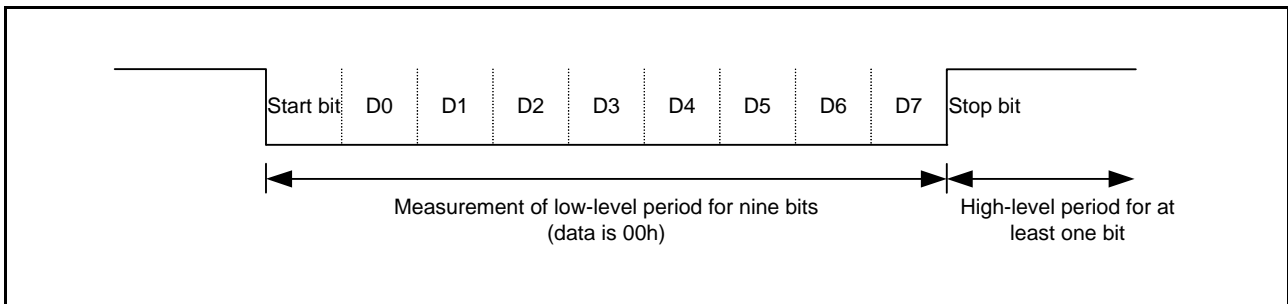 Start bit D0 D1 D2 D3 D4 D5 D6 D7 Stop bit
Measurement of low-level period for nine bits
(data is 00h)
High-level period for at
least one bit